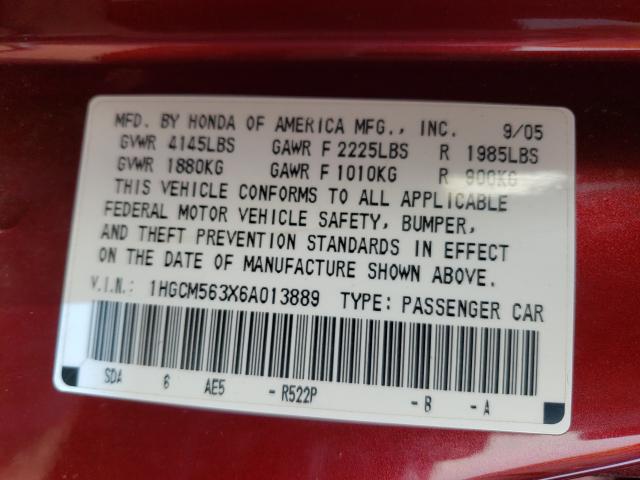 MFD. BY HONDA OF AMERICA MFG., INC. 9/05
GVWR 4145LBS GAWR F 2225LBS R 1985LBS
GVWR 1880KG GAWR F 1010KG R 900KG
THIS VEHICLE CONFORMS TO ALL APPLICABLE
FEDERAL MOTOR VEHICLE SAFETY, BUMPER,
AND THEFT PREVENTION STANDARDS IN EFFECT
ON THE DATE OF MANUFACTURE SHOWN ABOVE.
V.I.N.: 1HGCM563X6A013889 TYPE: PASSENGER CAR
SDA 6 AE5 - R522P - B - A